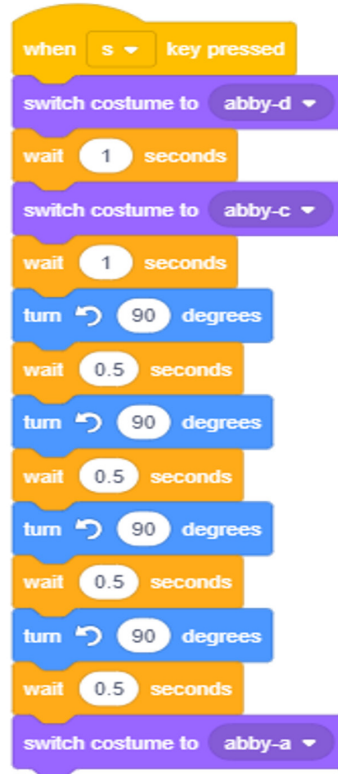 when s key pressed
switch costume to abby-d
wait 1 seconds
switch costume to abby-c
wait 1 seconds
turn 90 degrees
wait 0.5 seconds
turn 90 degrees
wait 0.5 seconds
turn 90 degrees
wait 0.5 seconds
turn 90 degrees
wait 0.5 seconds
switch costume to abby-a